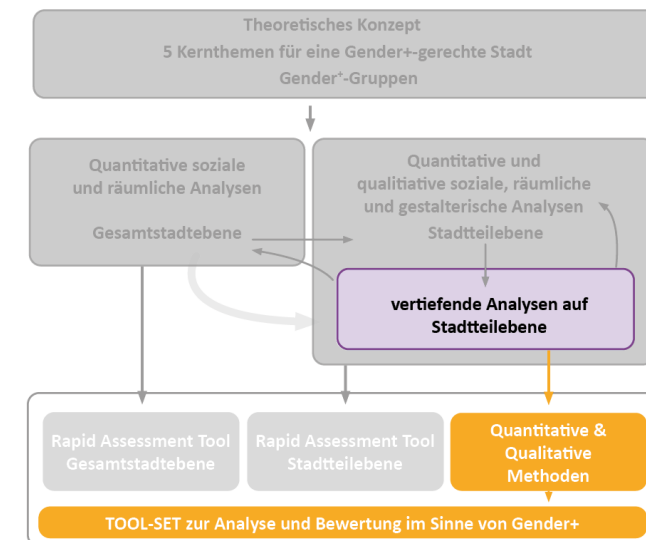 Theoretisches Konzept
5 Kernthemen für eine Gender+-gerechte Stadt
Gender⁺-Gruppen
Quantitative soziale
und räumliche Analysen
Gesamtstadtebene
Quantitative und
qualitiative soziale, räumliche
und gestalterische Analysen
Stadtteilebene
vertiefende Analysen auf
Stadtteilebene
Rapid Assessment Tool
Gesamtstadtebene
Rapid Assessment Tool
Stadtteilebene
Quantitative &
Qualitative
Methoden
TOOL-SET zur Analyse und Bewertung im Sinne von Gender+